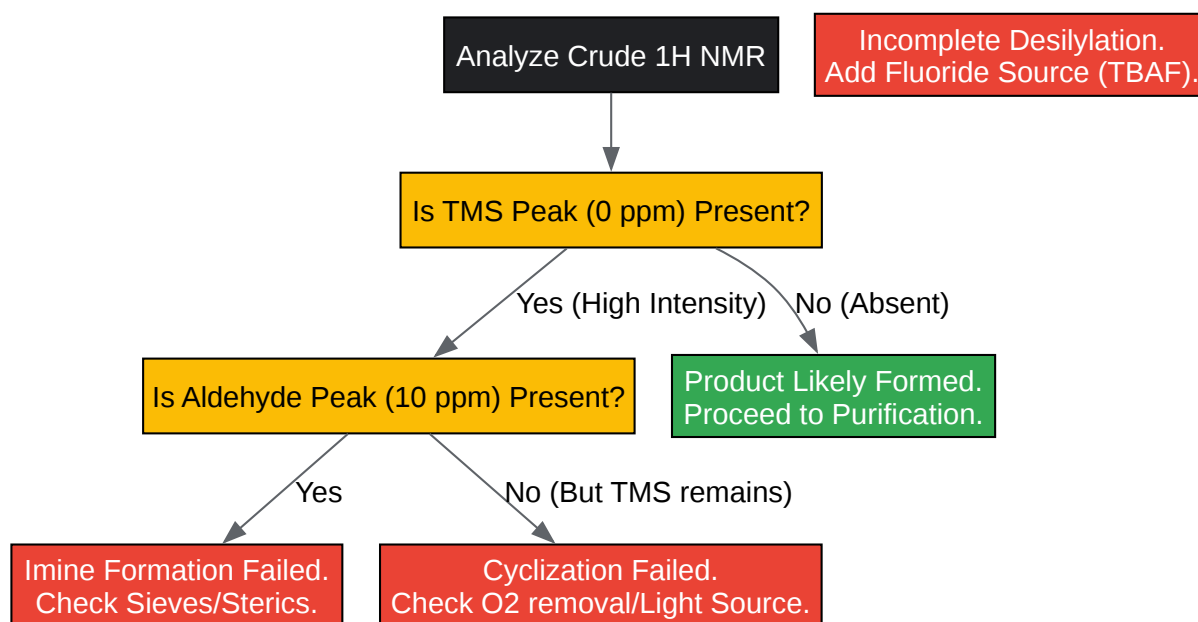 Analyze Crude 1H NMR
Incomplete Desilylation.
Add Fluoride Source (TBAF).
Is TMS Peak (0 ppm) Present?
Yes (High Intensity)
No (Absent)
Is Aldehyde Peak (10 ppm) Present?
Product Likely Formed.
Proceed to Purification.
Yes
No (But TMS remains)
Imine Formation Failed.
Check Sieves/Sterics.
Cyclization Failed.
Check O2 removal/Light Source.